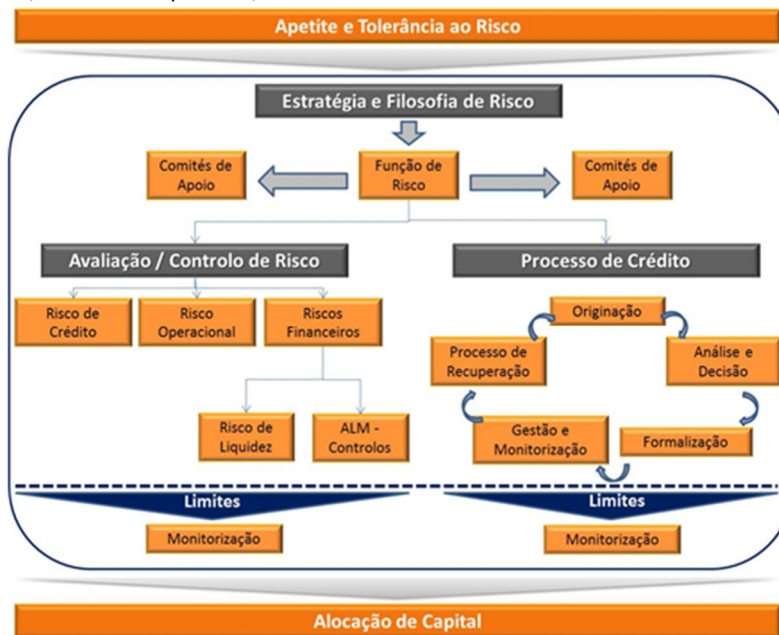 Apetite e Tolerância ao Risco
Estratégia e Filosofia de Risco
Comités de
Apoio
Função de
Risco
Comités de
Apoio
Avaliação / Controlo de Risco
Processo de Crédito
Risco de
Crédito
Risco
Operacional
Riscos
Financeiros
Risco de
Liquidez
ALM -
Controlos
Originação
Análise e
Decisão
Formalização
Gestão e
Monitorização
Processo de
Recuperação
Limites
Limites
Monitorização
Monitorização
Alocação de Capital